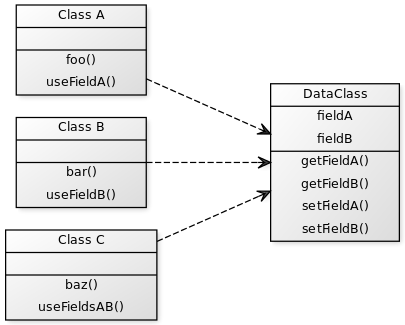 Class A
foo()
useFieldA()
Class B
bar()
useFieldB()
Class C
baz()
useFieldsAB()
DataClass
fieldA
fieldB
getFieldA()
getFieldB()
setFieldA()
setFieldB()